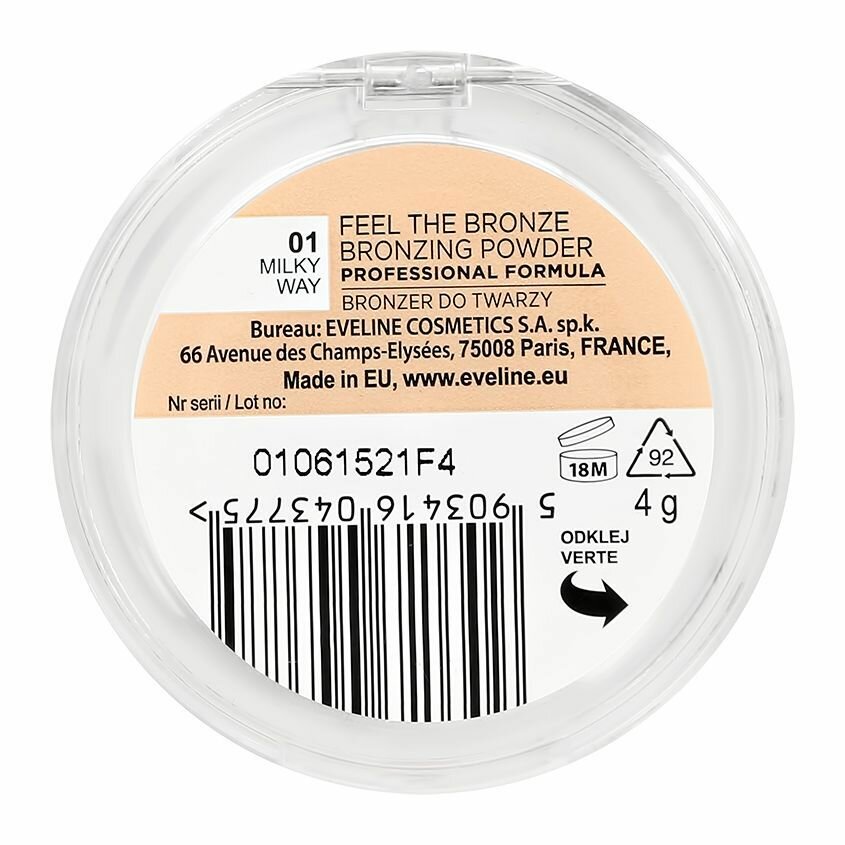 01
MILKY
WAY
FEEL THE BRONZE
BRONZING POWDER
PROFESSIONAL FORMULA
BRONZER DO TWARZY
Bureau: EVELINE COSMETICS S.A. sp.k.
66 Avenue des Champs-Elysées, 75008 Paris, FRANCE,
Made in EU, www.eveline.eu
Nr serii / Lot no:
01061521F4
18M
92
4 g
5 903416 043775 >
ODKLEJ
VERTE